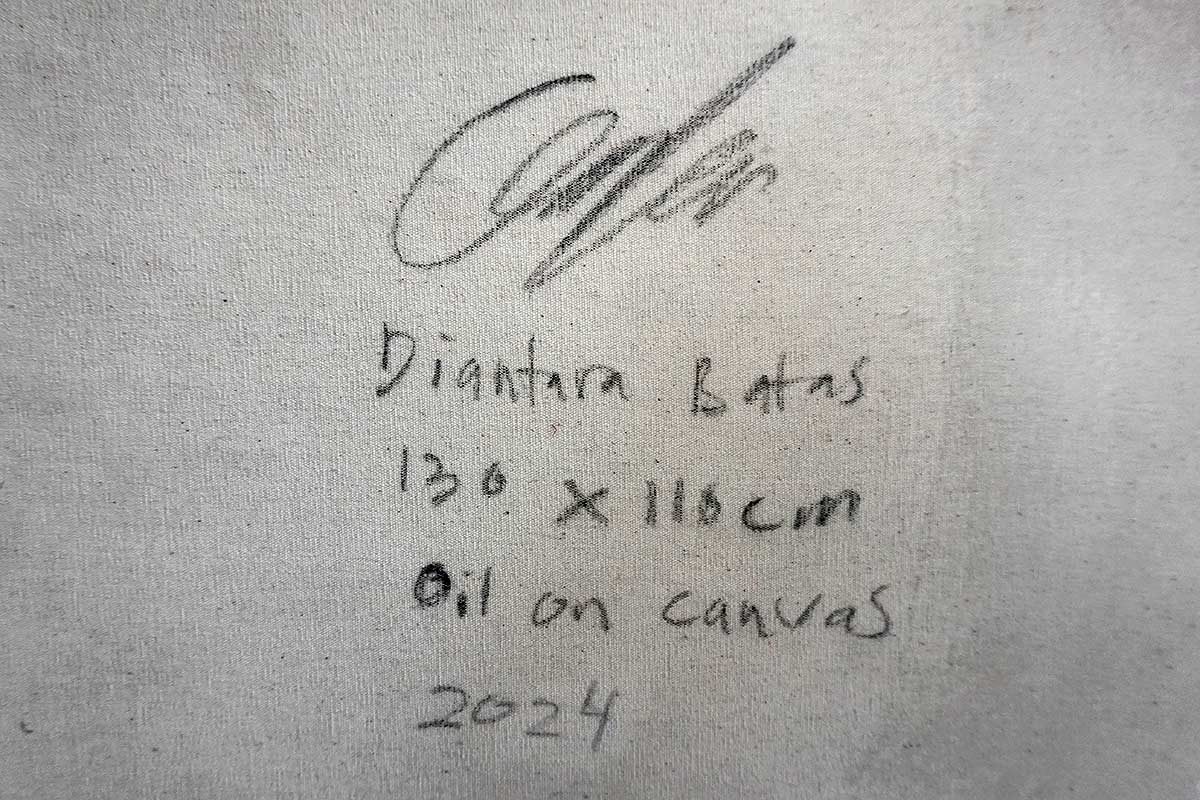 Diantara Batas
130 x 110 cm
Oil on canvas
2024